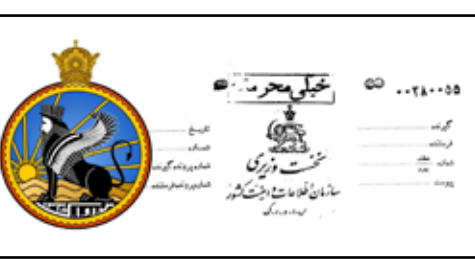 ۰۰۲۸۰۰۵۵
خیلی محرمانه
گیرنده
فرستنده
شماره
پیوست
نخست وزیری
سازمان اطلاعات و امنیت کشور
س.ا.و.ا.ک
تاریخ
شماره
شماره پرونده گیرنده
شماره پرونده فرستنده